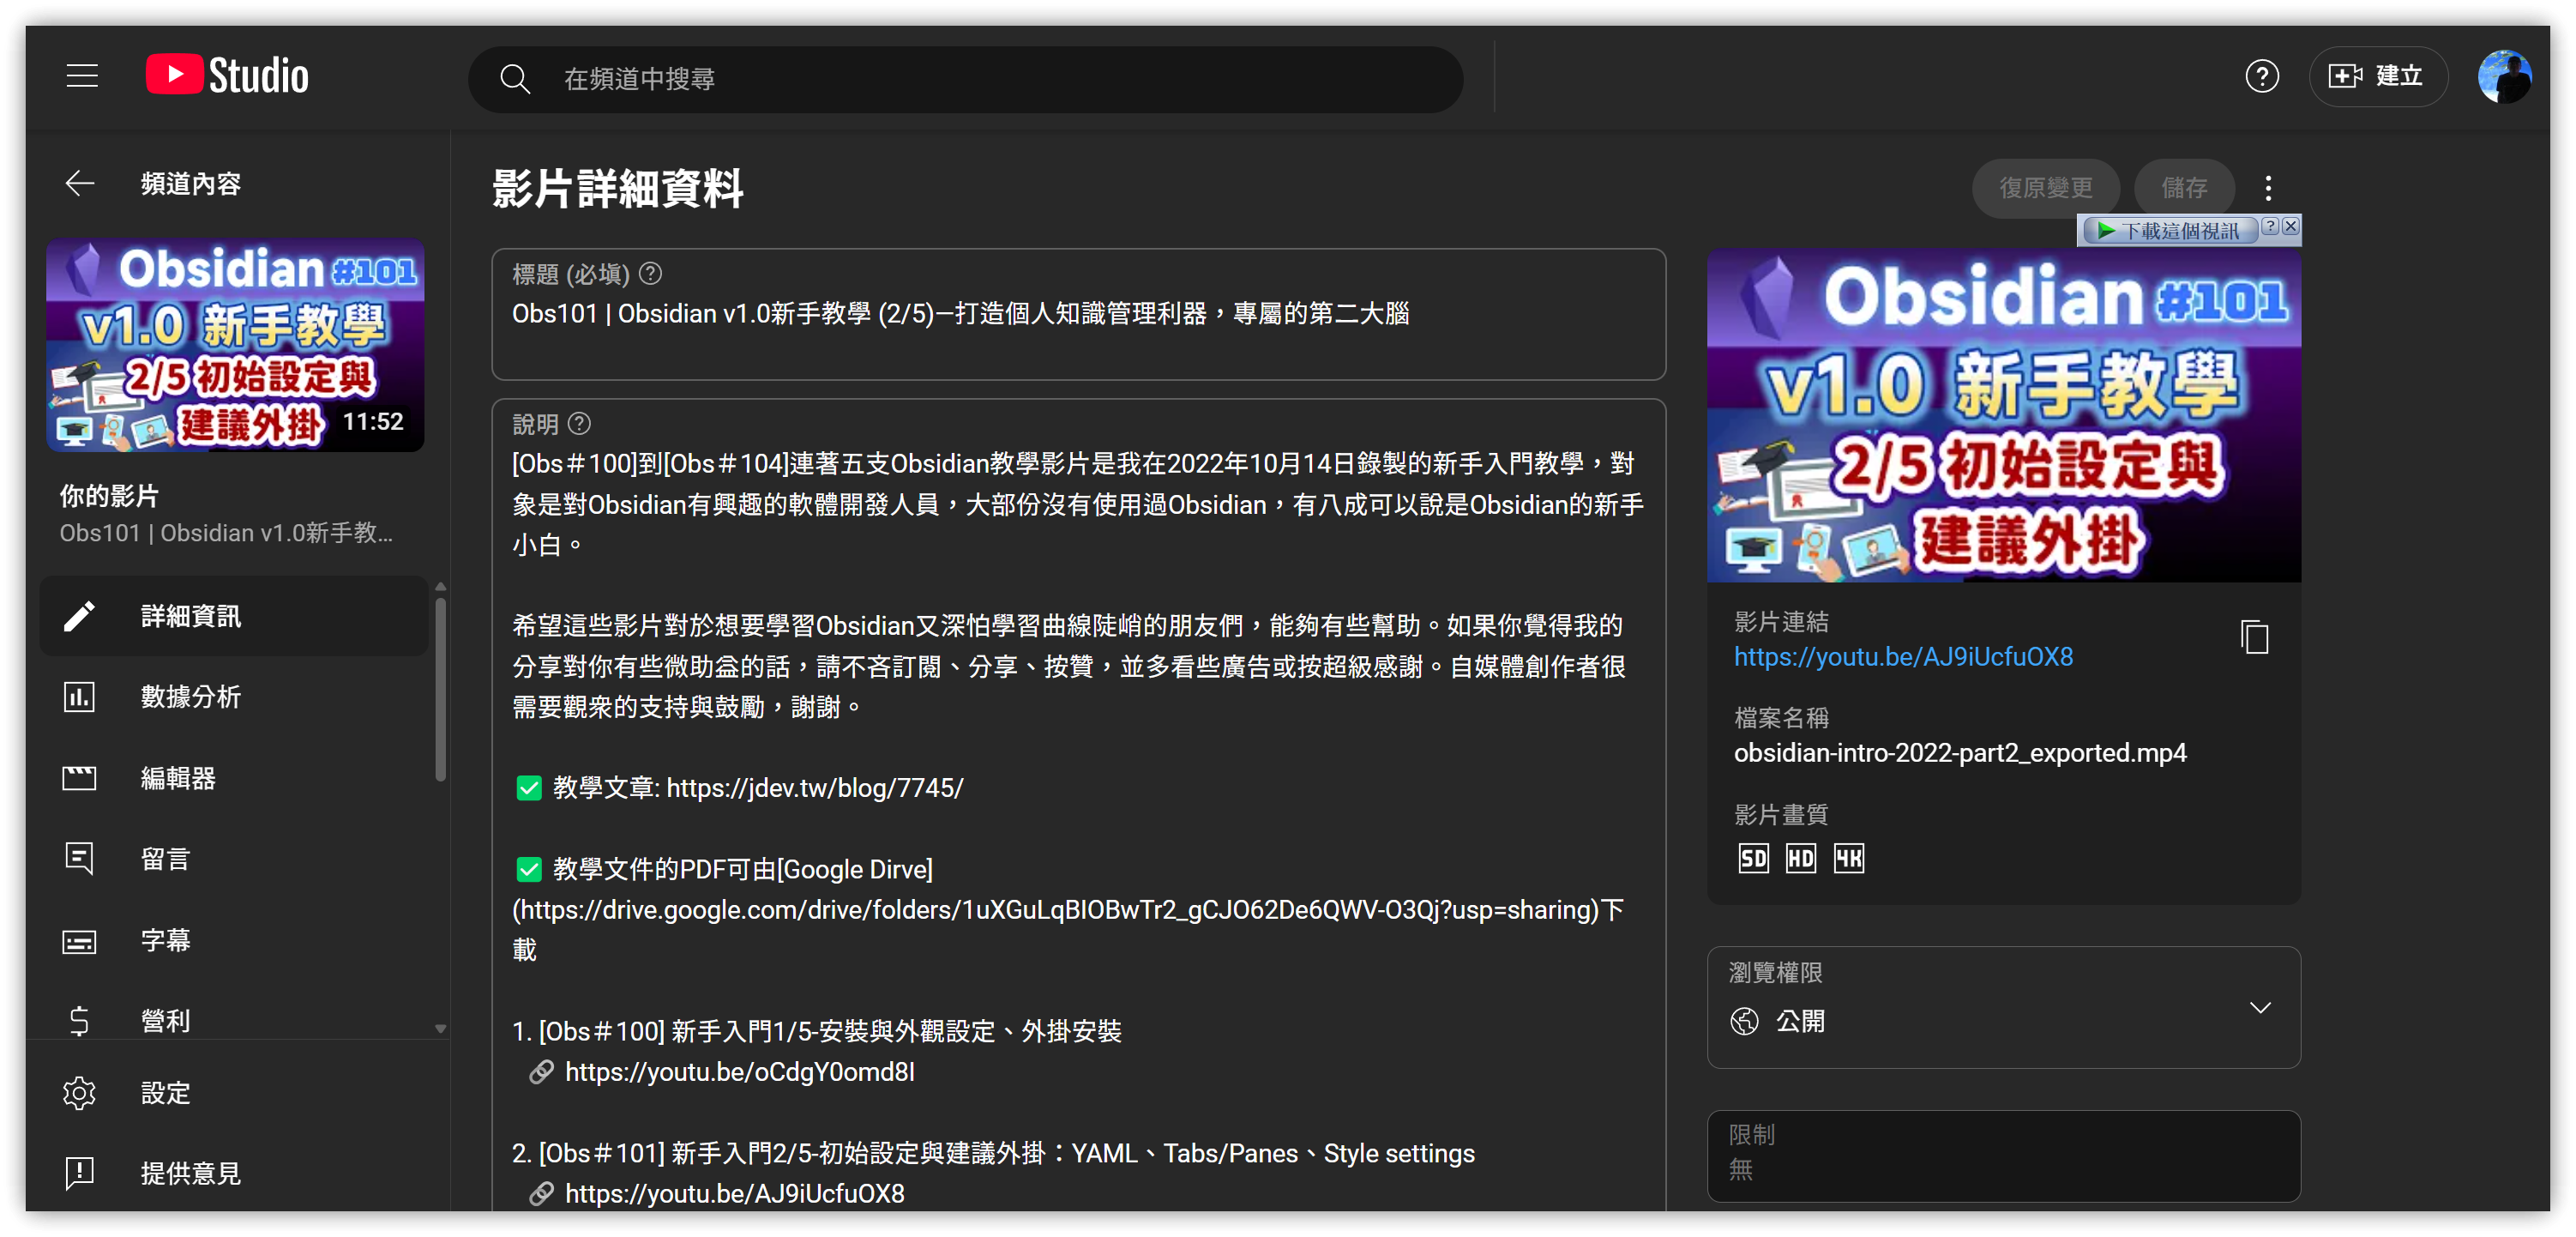 Studio
在頻道中搜尋
建立
頻道內容
Obsidian #101
v1.0 新手教學
2/5 初始設定與
建議外掛
11:52
你的影片
Obs101 | Obsidian v1.0新手教...
詳細資訊
數據分析
編輯器
留言
字幕
營利
設定
提供意見
影片詳細資料
復原變更
儲存
標題 (必填)
Obs101 | Obsidian v1.0新手教學 (2/5)—打造個人知識管理利器，專屬的第二大腦
說明
[Obs＃100]到[Obs＃104]連著五支Obsidian教學影片是我在2022年10月14日錄製的新手入門教學，對
象是對Obsidian有興趣的軟體開發人員，大部份沒有使用過Obsidian，有八成可以說是Obsidian的新手
小白。
希望這些影片對於想要學習Obsidian又深怕學習曲線陡峭的朋友們，能夠有些幫助。如果你覺得我的
分享對你有些微助益的話，請不吝訂閱、分享、按贊，並多看些廣告或按超級感謝。自媒體創作者很
需要觀眾的支持與鼓勵，謝謝。
✅ 教學文章: https://jdev.tw/blog/7745/
✅ 教學文件的PDF可由[Google Dirve]
(https://drive.google.com/drive/folders/1uXGuLqBIOBwTr2_gCJO62De6QWV-O3Qj?usp=sharing)下
載
1. [Obs＃100] 新手入門1/5-安裝與外觀設定、外掛安裝
🔗 https://youtu.be/oCdgY0omd8I
2. [Obs＃101] 新手入門2/5-初始設定與建議外掛：YAML、Tabs/Panes、Style settings
🔗 https://youtu.be/AJ9iUcfuOX8
下載這個視訊
Obsidian #101
v1.0 新手教學
2/5 初始設定與
建議外掛
影片連結
https://youtu.be/AJ9iUcfuOX8
檔案名稱
obsidian-intro-2022-part2_exported.mp4
影片畫質
SD HD 4K
瀏覽權限
公開
限制
無